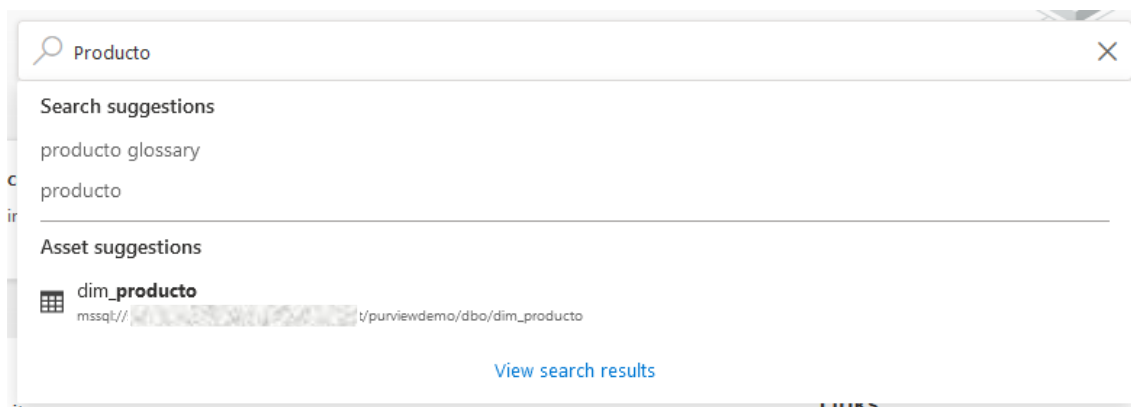 Producto
Search suggestions
producto glossary
producto
Asset suggestions
dim_producto
mssql:// t/purviewdemo/dbo/dim_producto
View search results